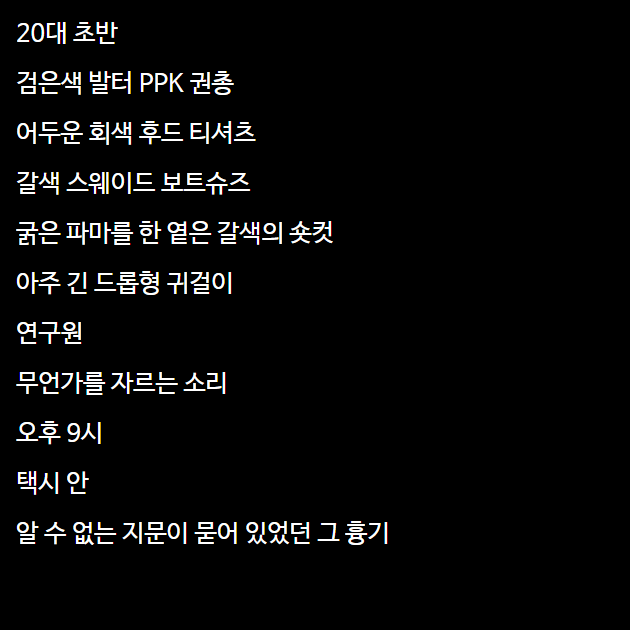 20대 초반
검은색 발터 PPK 권총
어두운 회색 후드 티셔츠
갈색 스웨이드 보트슈즈
굵은 파마를 한 옅은 갈색의 숏컷
아주 긴 드롭형 귀걸이
연구원
무언가를 자르는 소리
오후 9시
택시 안
알 수 없는 지문이 묻어 있었던 그 흉기